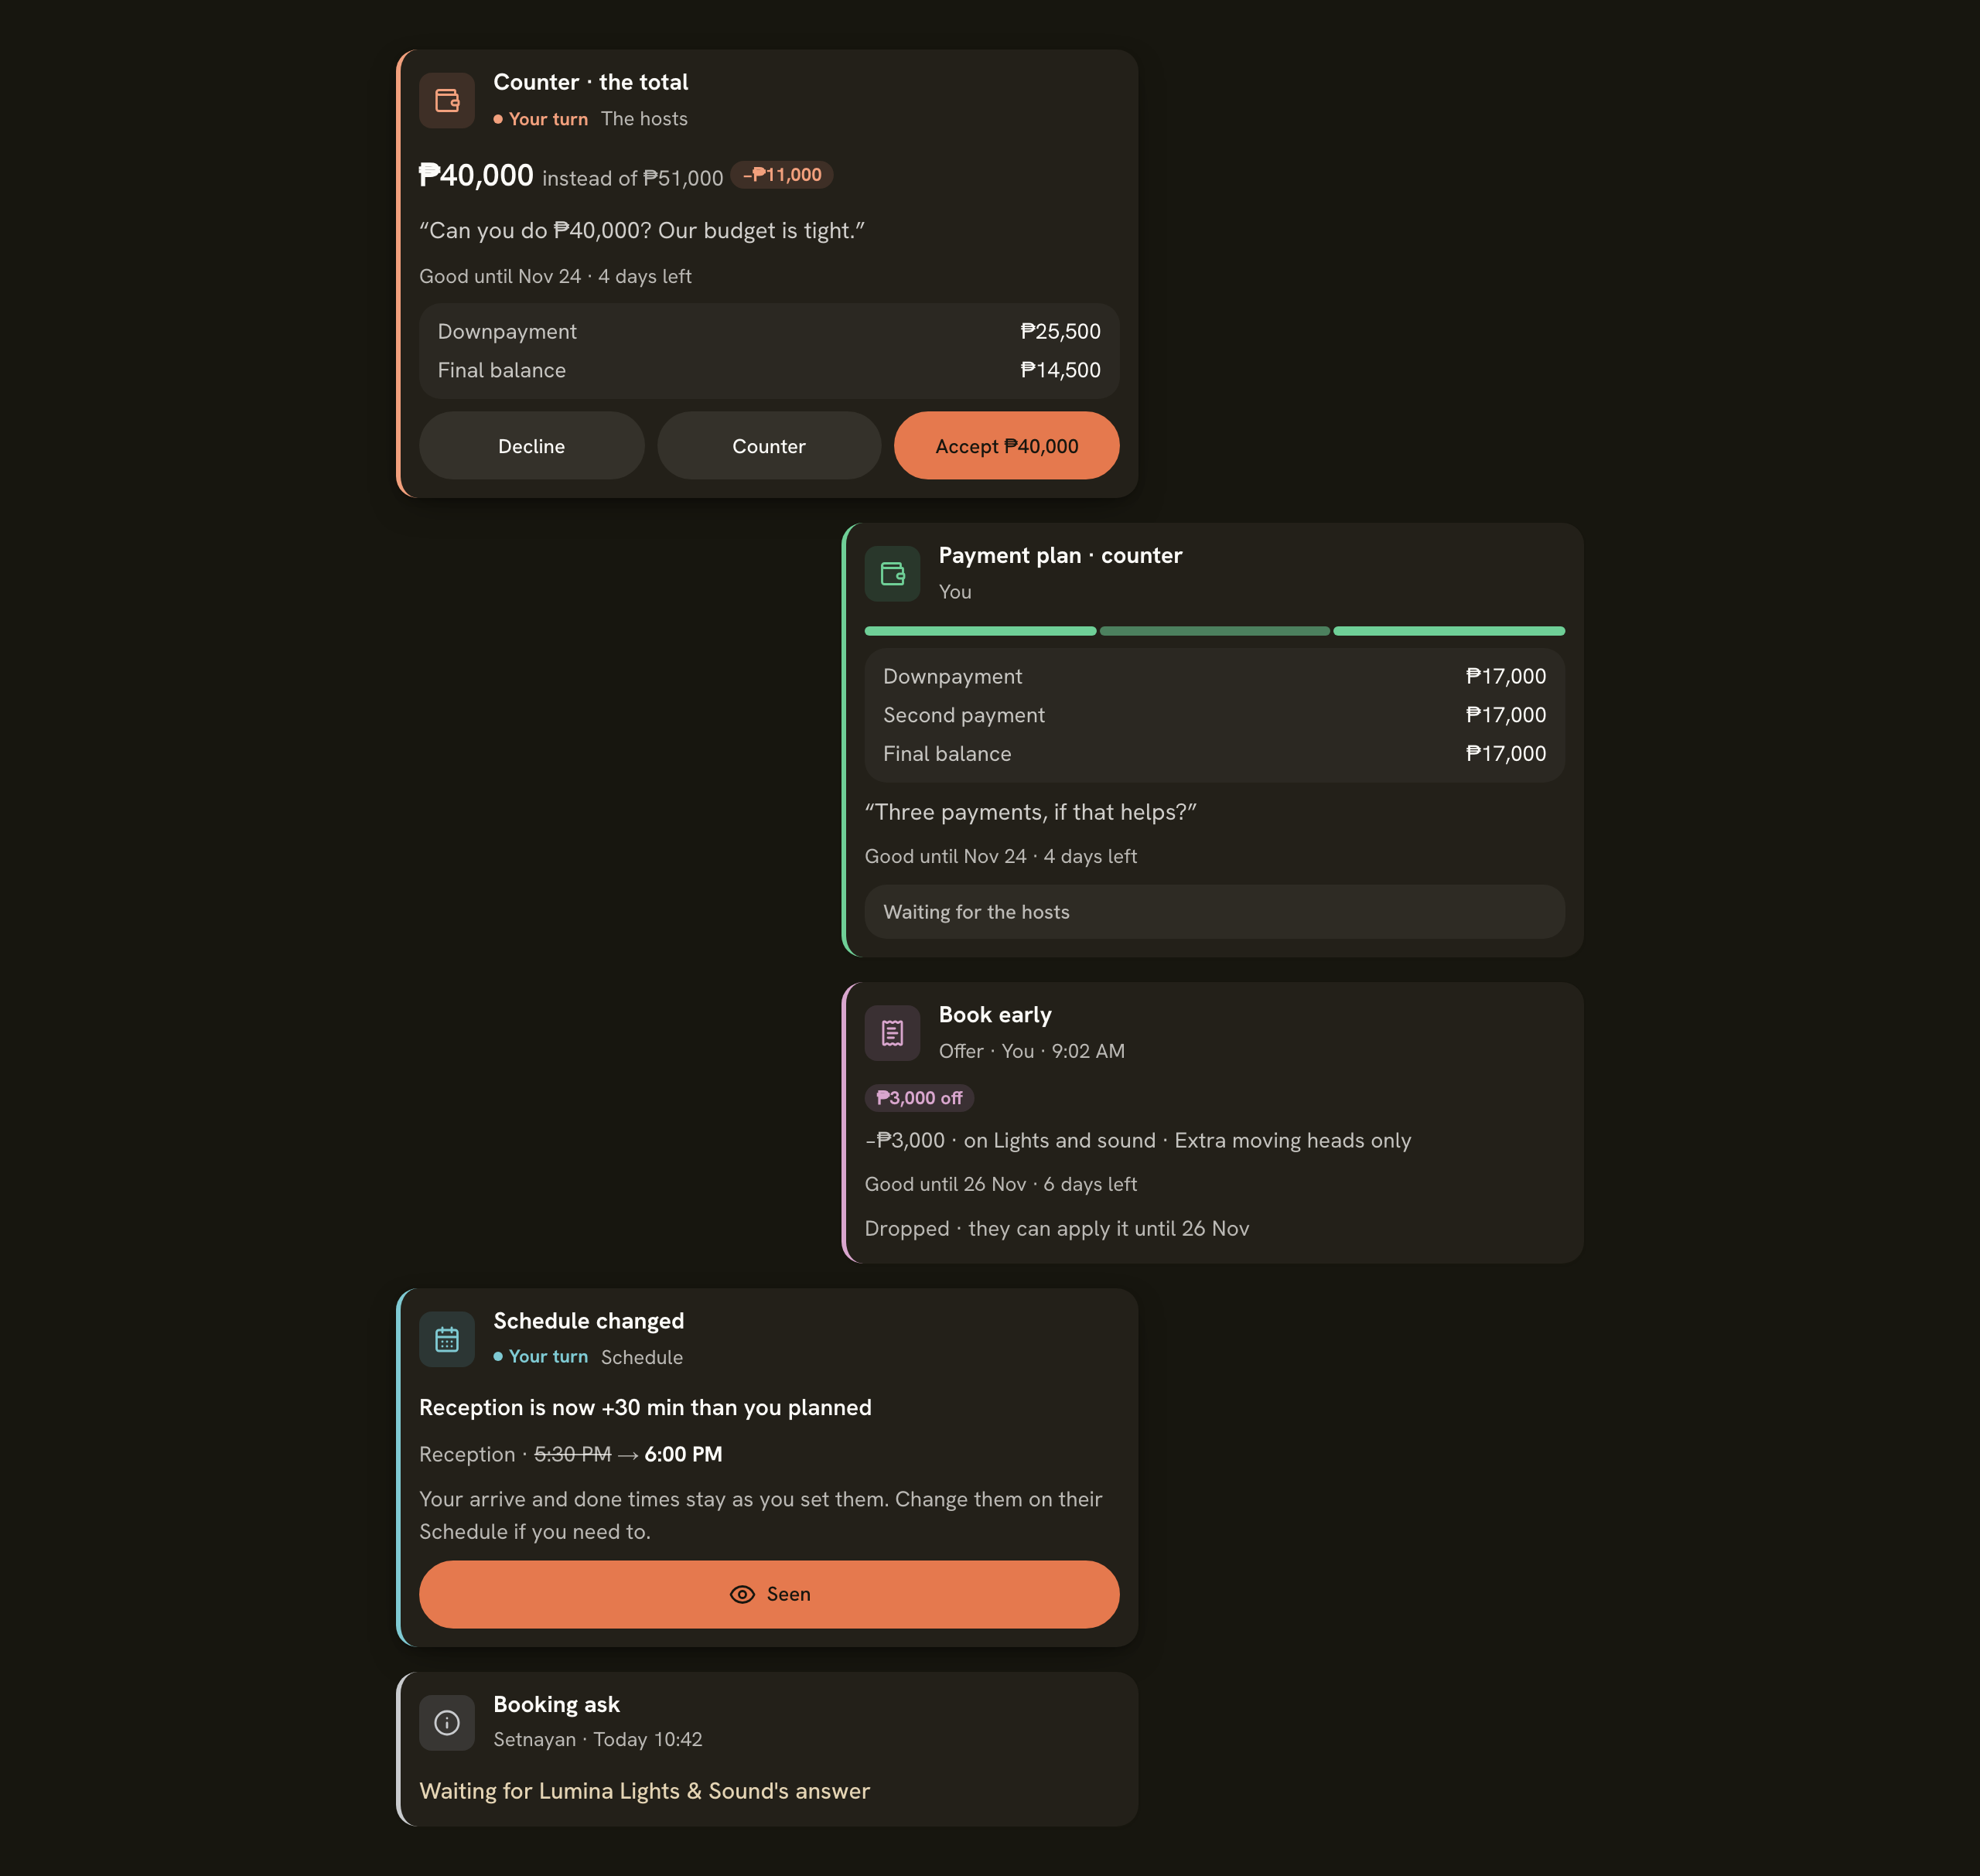 Counter · the total
Your turn The hosts
₱40,000 instead of ₱51,000 −₱11,000
“Can you do ₱40,000? Our budget is tight.”
Good until Nov 24 · 4 days left
Downpayment ₱25,500
Final balance ₱14,500
Decline Counter Accept ₱40,000
Payment plan · counter
You
Downpayment ₱17,000
Second payment ₱17,000
Final balance ₱17,000
“Three payments, if that helps?”
Good until Nov 24 · 4 days left
Waiting for the hosts
Book early
Offer · You · 9:02 AM
₱3,000 off
−₱3,000 · on Lights and sound · Extra moving heads only
Good until 26 Nov · 6 days left
Dropped · they can apply it until 26 Nov
Schedule changed
Your turn Schedule
Reception is now +30 min than you planned
Reception · 5:30 PM → 6:00 PM
Your arrive and done times stay as you set them. Change them on their
Schedule if you need to.
Seen
Booking ask
Setnayan · Today 10:42
Waiting for Lumina Lights & Sound's answer